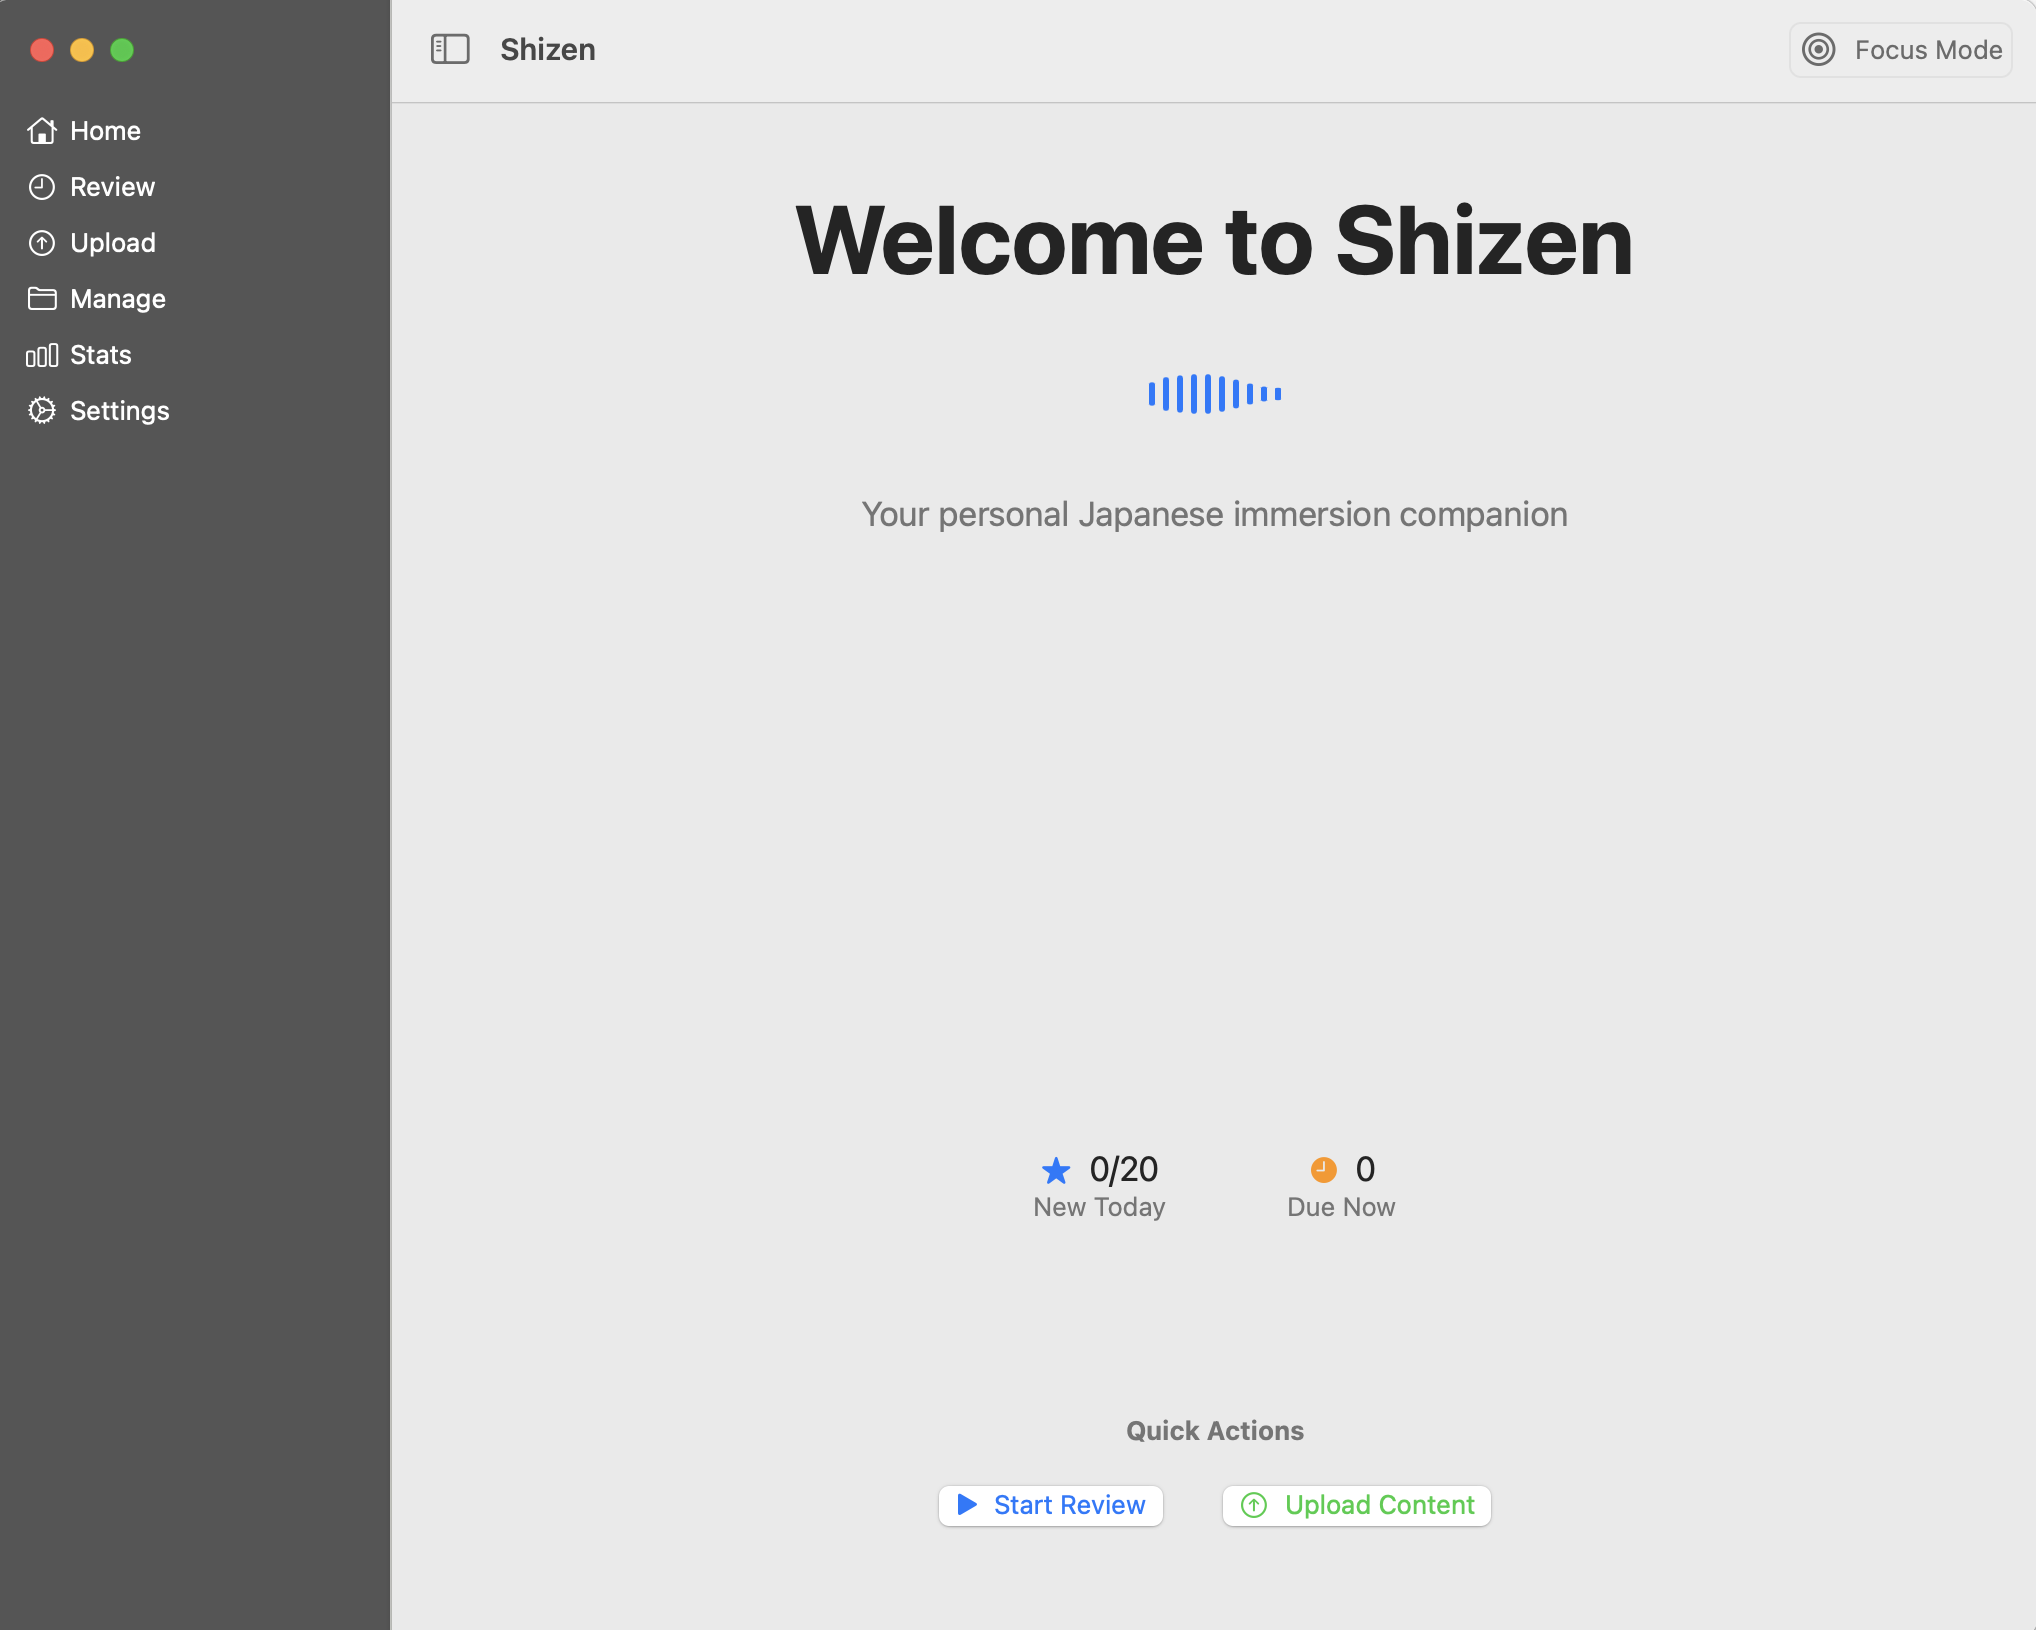 Shizen
Focus Mode
Home
Review
Upload
Manage
Stats
Settings
Welcome to Shizen
Your personal Japanese immersion companion
0/20
New Today
0
Due Now
Quick Actions
Start Review
Upload Content